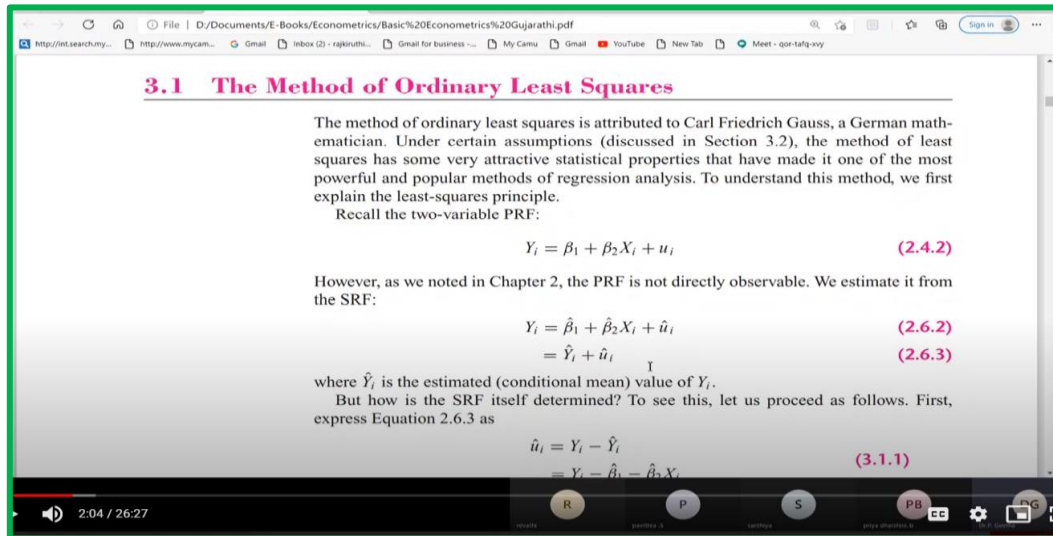 File | D:/Documents/E-Books/Econometrics/Basic%20Econometrics%20Gujarathi.pdf
Sign in
http://int.search.my... http://www.mycam... Gmail Inbox (2) - rajkiruthi... Gmail for business -... My Camu Gmail YouTube New Tab Meet - qor-tafq-xvy
3.1 The Method of Ordinary Least Squares
The method of ordinary least squares is attributed to Carl Friedrich Gauss, a German math-
ematician. Under certain assumptions (discussed in Section 3.2), the method of least
squares has some very attractive statistical properties that have made it one of the most
powerful and popular methods of regression analysis. To understand this method, we first
explain the least-squares principle.
Recall the two-variable PRF:
Yᵢ = β₁ + β₂Xᵢ + uᵢ (2.4.2)
However, as we noted in Chapter 2, the PRF is not directly observable. We estimate it from
the SRF:
Yᵢ = β̂₁ + β̂₂Xᵢ + ûᵢ (2.6.2)
= Ŷᵢ + ûᵢ (2.6.3)
where Ŷᵢ is the estimated (conditional mean) value of Yᵢ.
But how is the SRF itself determined? To see this, let us proceed as follows. First,
express Equation 2.6.3 as
ûᵢ = Yᵢ − Ŷᵢ
= Yᵢ − β̂₁ − β̂₂Xᵢ (3.1.1)
R P S PB DG
2:04 / 26:27
CC